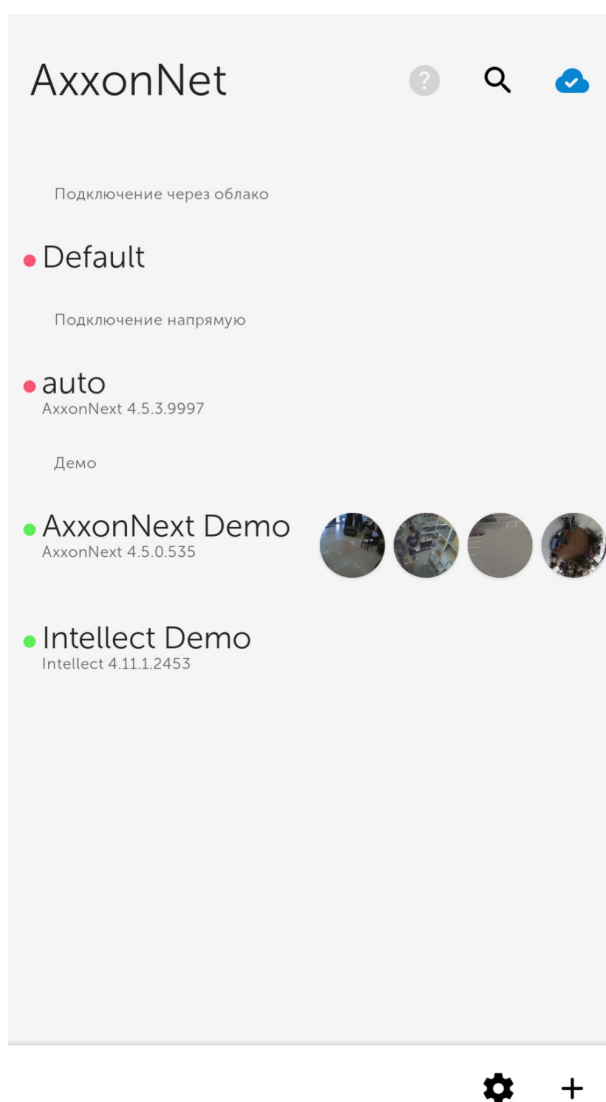 AxxonNet
Подключение через облако
Default
Подключение напрямую
auto
AxxonNext 4.5.3.9997
Демо
AxxonNext Demo
AxxonNext 4.5.0.535
Intellect Demo
Intellect 4.11.1.2453